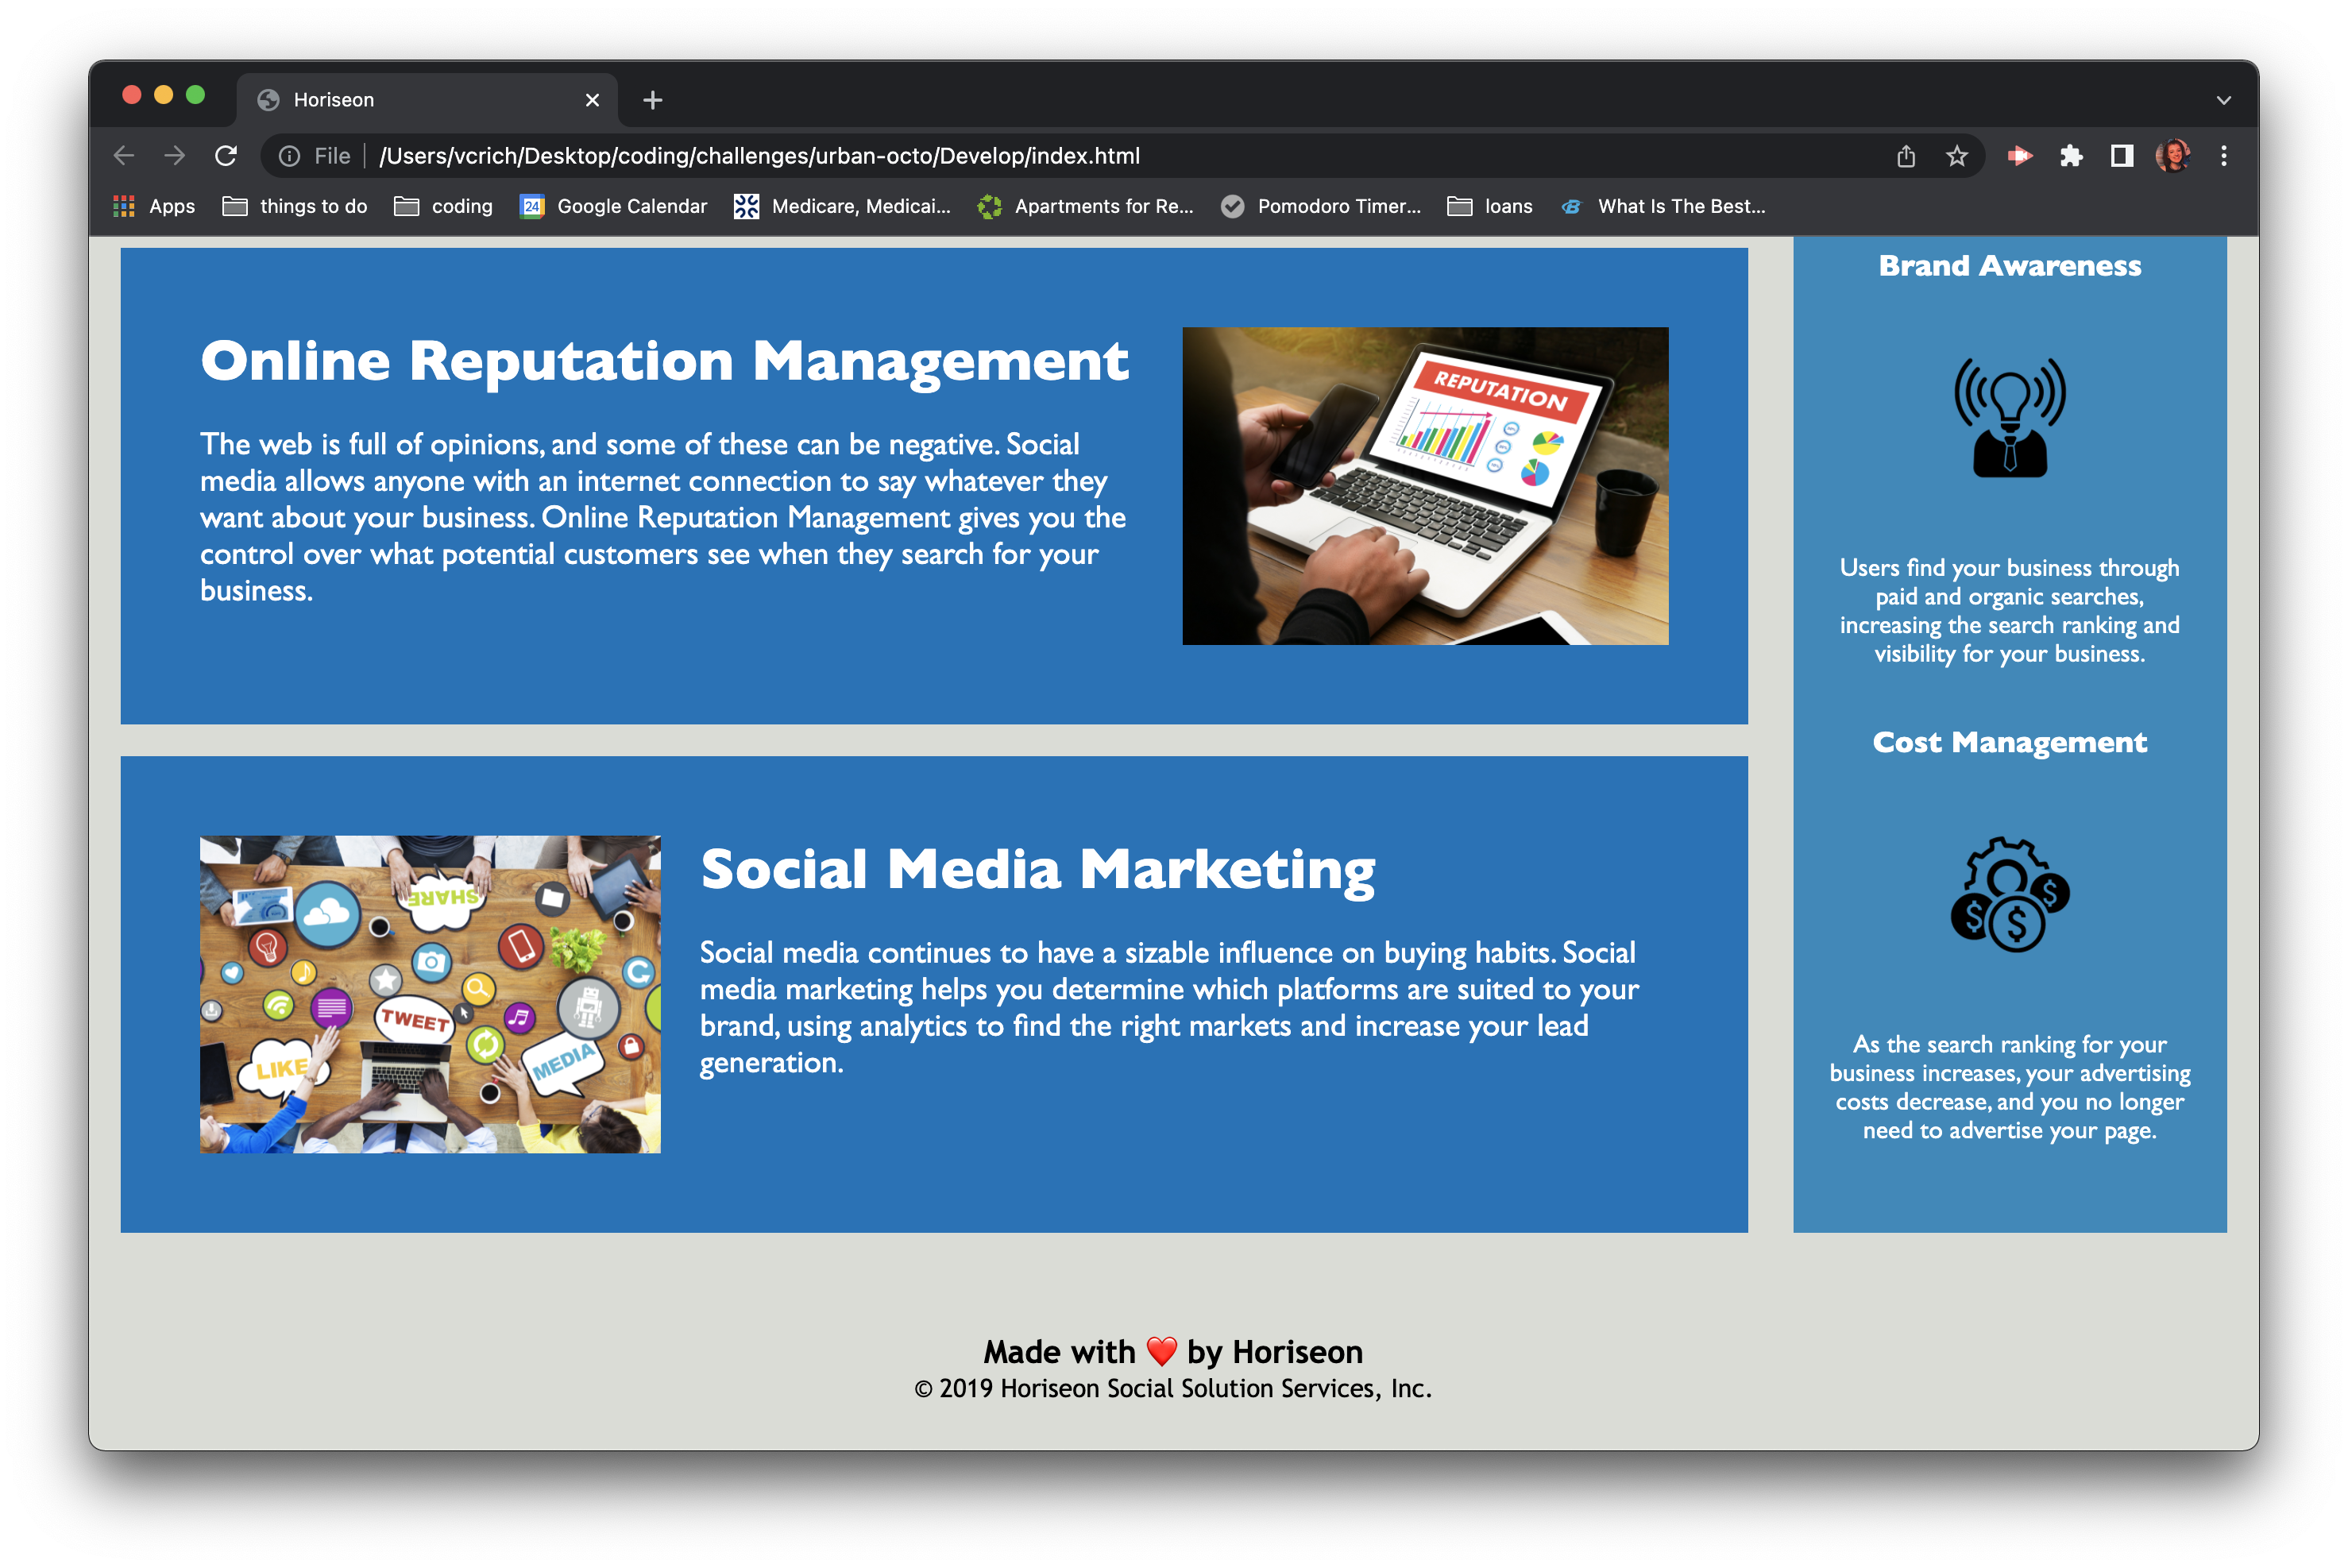 Horiseon
File /Users/vcrich/Desktop/coding/challenges/urban-octo/Develop/index.html
Apps things to do coding 24 Google Calendar Medicare, Medicai... Apartments for Re... Pomodoro Timer... loans What Is The Best...
Online Reputation Management
The web is full of opinions, and some of these can be negative. Social
media allows anyone with an internet connection to say whatever they
want about your business. Online Reputation Management gives you the
control over what potential customers see when they search for your
business.
REPUTATION
Social Media Marketing
Social media continues to have a sizable influence on buying habits. Social
media marketing helps you determine which platforms are suited to your
brand, using analytics to find the right markets and increase your lead
generation.
SHARE
TWEET
LIKE
MEDIA
Brand Awareness
Users find your business through
paid and organic searches,
increasing the search ranking and
visibility for your business.
Cost Management
$ $ $
As the search ranking for your
business increases, your advertising
costs decrease, and you no longer
need to advertise your page.
Made with ❤️ by Horiseon
© 2019 Horiseon Social Solution Services, Inc.